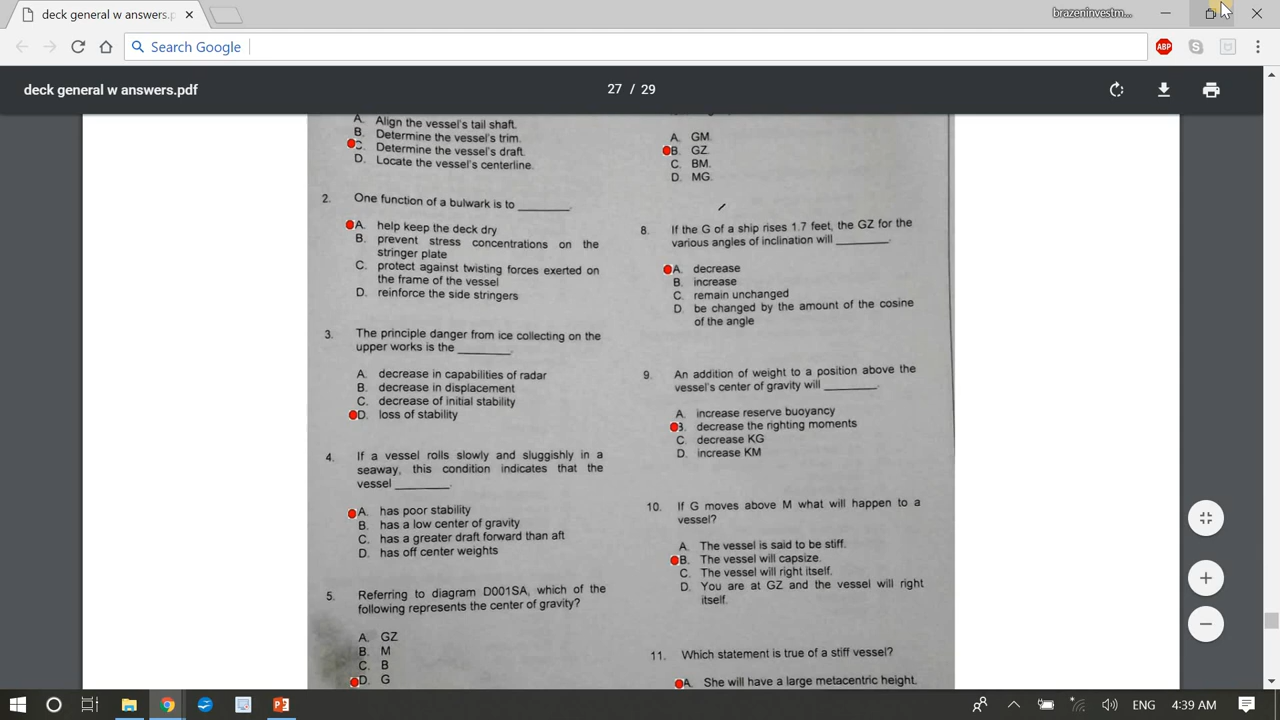 deck general w answers.p
brazeninvestm...
Search Google
ABP
deck general w answers.pdf
27 / 29
A. Align the vessel's tail shaft.
B. Determine the vessel's trim.
C. Determine the vessel's draft.
D. Locate the vessel's centerline.
2. One function of a bulwark is to ________.
A. help keep the deck dry
B. prevent stress concentrations on the
stringer plate
C. protect against twisting forces exerted on
the frame of the vessel
D. reinforce the side stringers
3. The principle danger from ice collecting on the
upper works is the ________.
A. decrease in capabilities of radar
B. decrease in displacement
C. decrease of initial stability
D. loss of stability
4. If a vessel rolls slowly and sluggishly in a
seaway, this condition indicates that the
vessel ________.
A. has poor stability
B. has a low center of gravity
C. has a greater draft forward than aft
D. has off center weights
5. Referring to diagram D001SA, which of the
following represents the center of gravity?
A. GZ
B. M
C. B
D. G
A. GM.
B. GZ.
C. BM.
D. MG.
8. If the G of a ship rises 1.7 feet, the GZ for the
various angles of inclination will ________.
A. decrease
B. increase
C. remain unchanged
D. be changed by the amount of the cosine
of the angle
9. An addition of weight to a position above the
vessel's center of gravity will ________.
A. increase reserve buoyancy
B. decrease the righting moments
C. decrease KG
D. increase KM
10. If G moves above M what will happen to a
vessel?
A. The vessel is said to be stiff.
B. The vessel will capsize.
C. The vessel will right itself.
D. You are at GZ and the vessel will right
itself.
11. Which statement is true of a stiff vessel?
A. She will have a large metacentric height.
ENG
4:39 AM